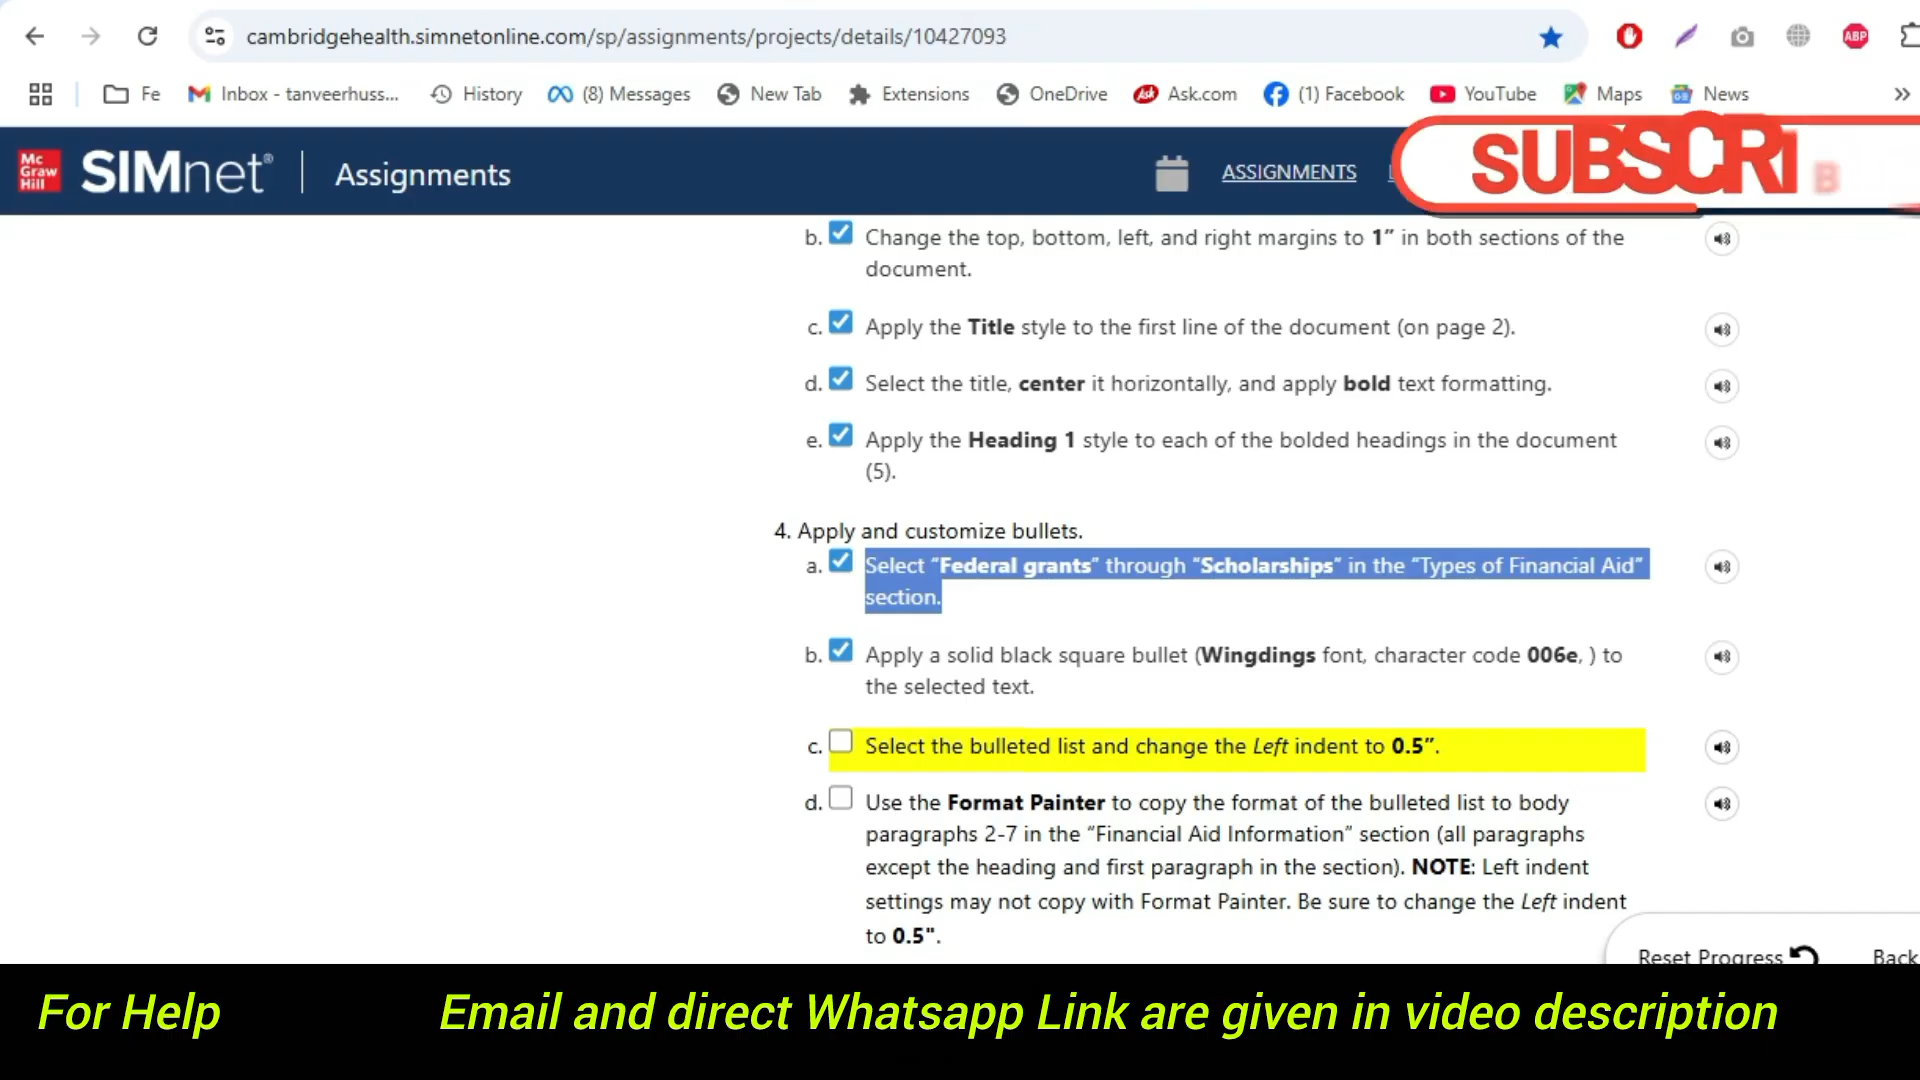 cambridgehealth.simnetonline.com/sp/assignments/projects/details/10427093
ABP
Fe
Inbox - tanveerhuss...
History
(8) Messages
New Tab
Extensions
OneDrive
Ask.com
(1) Facebook
YouTube
Maps
News
»
Mc
Graw
Hill
SIMnet®
Assignments
ASSIGNMENTS
SUBSCRIB
b. Change the top, bottom, left, and right margins to 1” in both sections of the
document.
c. Apply the Title style to the first line of the document (on page 2).
d. Select the title, center it horizontally, and apply bold text formatting.
e. Apply the Heading 1 style to each of the bolded headings in the document
(5).
4. Apply and customize bullets.
a. Select “Federal grants” through “Scholarships” in the “Types of Financial Aid”
section.
b. Apply a solid black square bullet (Wingdings font, character code 006e, ) to
the selected text.
c. Select the bulleted list and change the Left indent to 0.5”.
d. Use the Format Painter to copy the format of the bulleted list to body
paragraphs 2-7 in the “Financial Aid Information” section (all paragraphs
except the heading and first paragraph in the section). NOTE: Left indent
settings may not copy with Format Painter. Be sure to change the Left indent
to 0.5".
Reset Progress
Back
For Help
Email and direct Whatsapp Link are given in video description